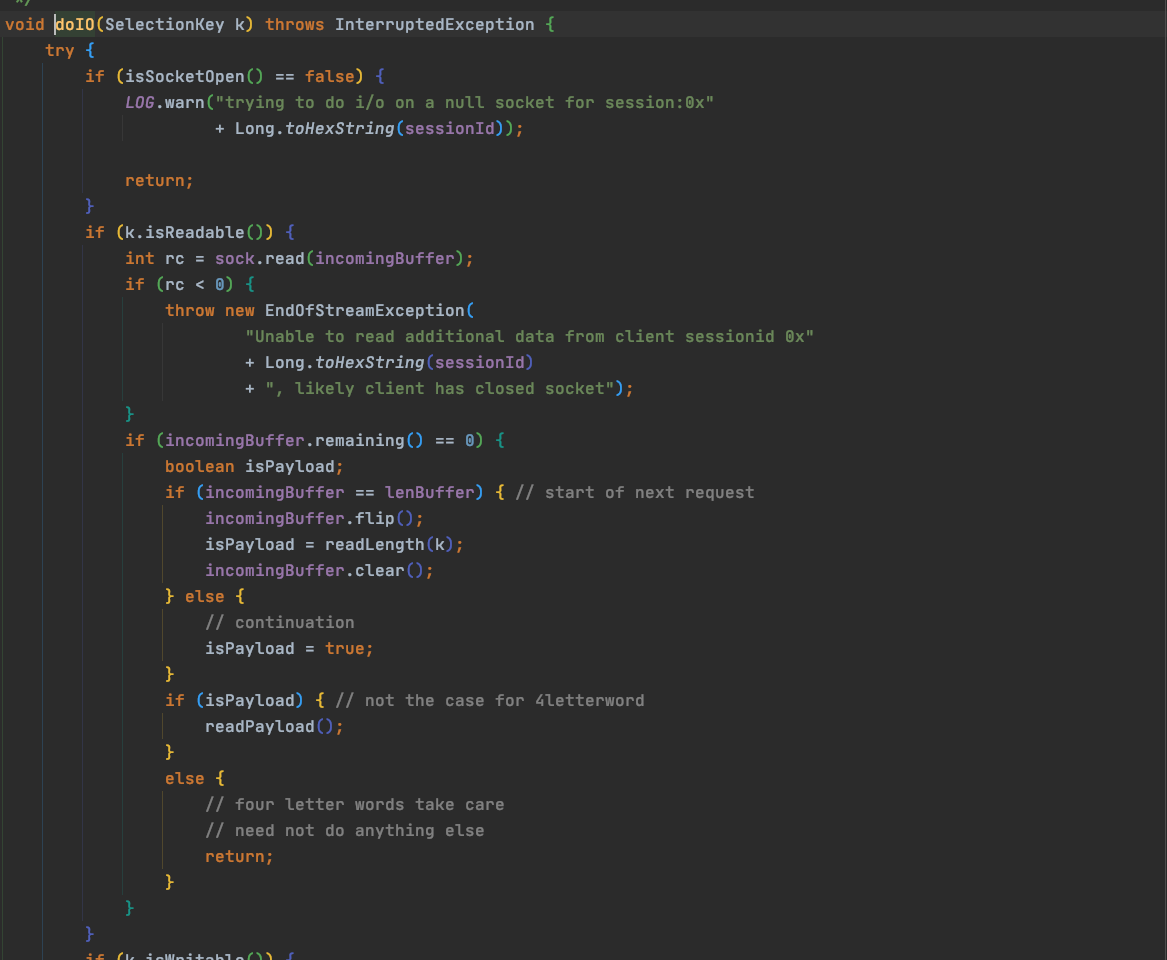 */
void doIO(SelectionKey k) throws InterruptedException {
    try {
        if (isSocketOpen() == false) {
            LOG.warn("trying to do i/o on a null socket for session:0x"
                     + Long.toHexString(sessionId));

            return;
        }
        if (k.isReadable()) {
            int rc = sock.read(incomingBuffer);
            if (rc < 0) {
                throw new EndOfStreamException(
                        "Unable to read additional data from client sessionid 0x"
                        + Long.toHexString(sessionId)
                        + ", likely client has closed socket");
            }
            if (incomingBuffer.remaining() == 0) {
                boolean isPayload;
                if (incomingBuffer == lenBuffer) { // start of next request
                    incomingBuffer.flip();
                    isPayload = readLength(k);
                    incomingBuffer.clear();
                } else {
                    // continuation
                    isPayload = true;
                }
                if (isPayload) { // not the case for 4letterword
                    readPayload();
                }
                else {
                    // four letter words take care
                    // need not do anything else
                    return;
                }
            }
        }
        if (k.isWritable()) {